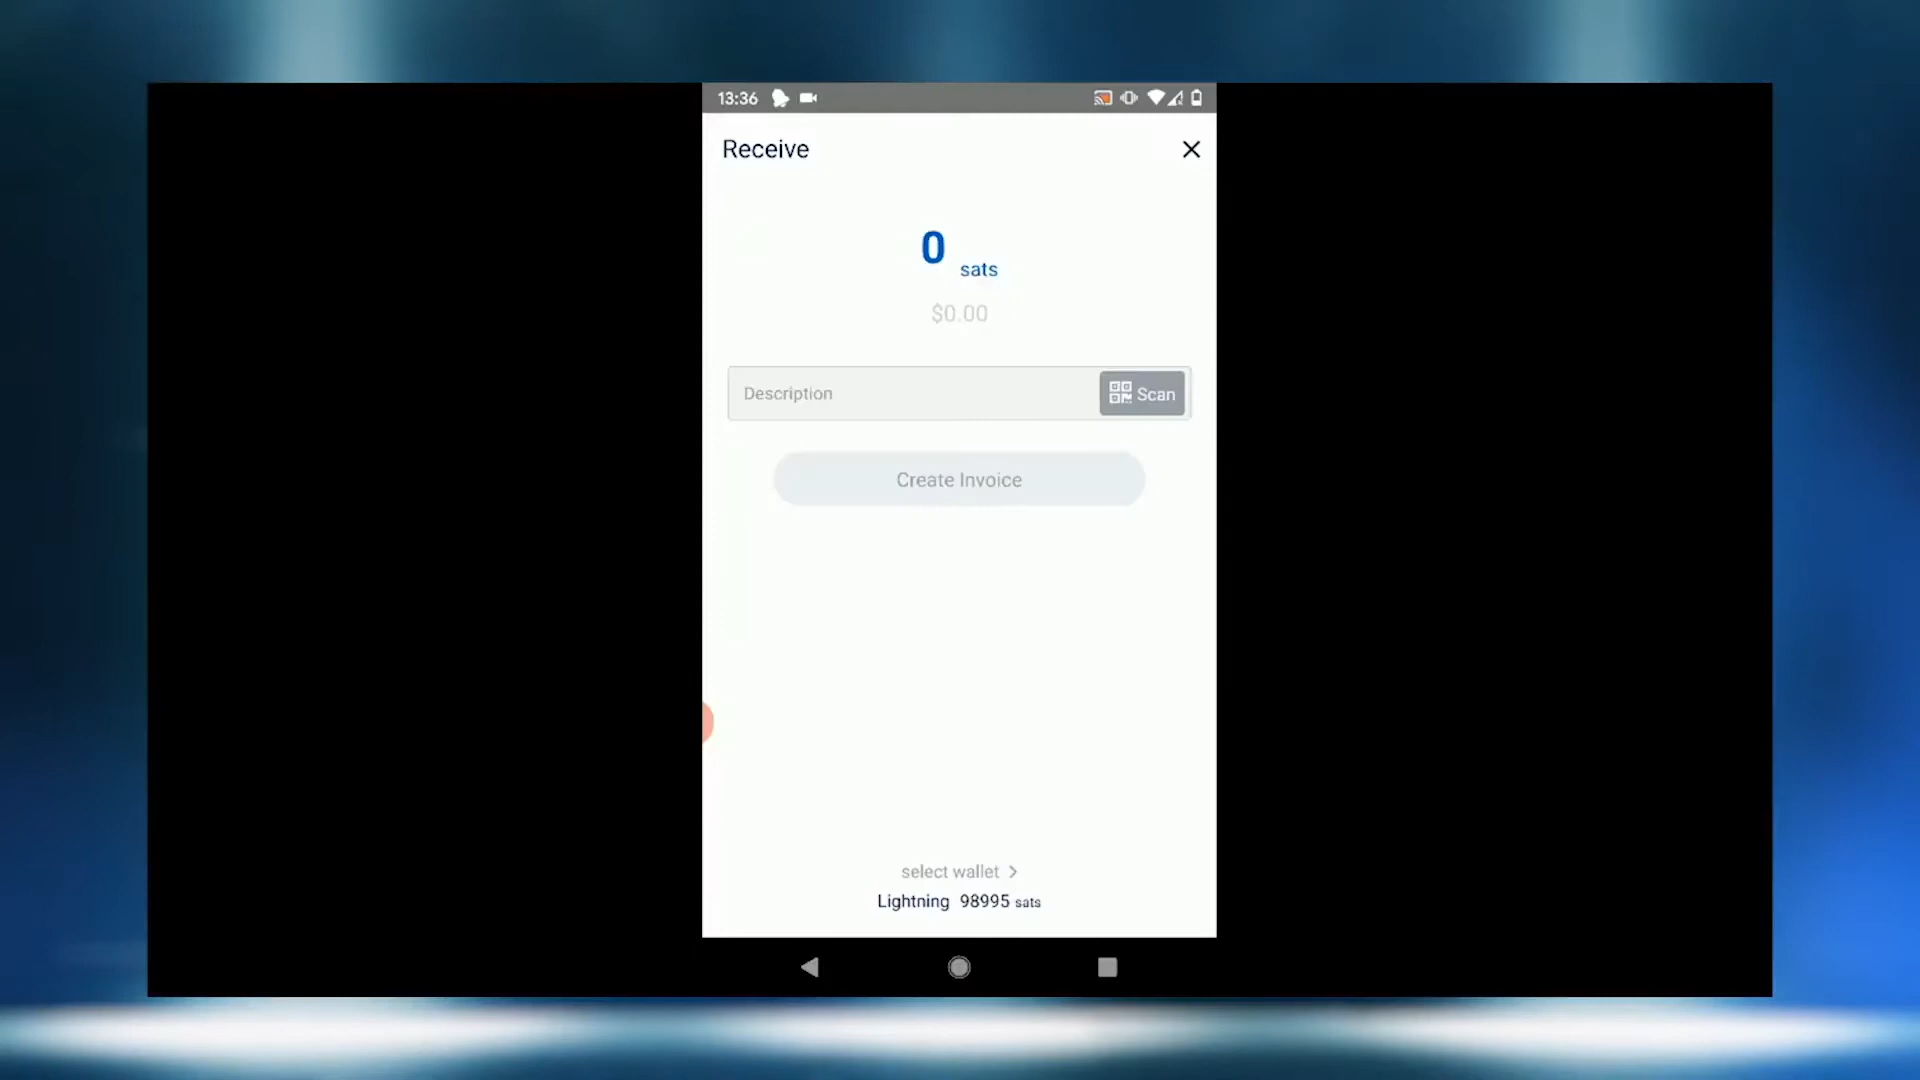 13:36
Receive
0 sats
$0.00
Description
Scan
Create Invoice
select wallet
Lightning 98995 sats